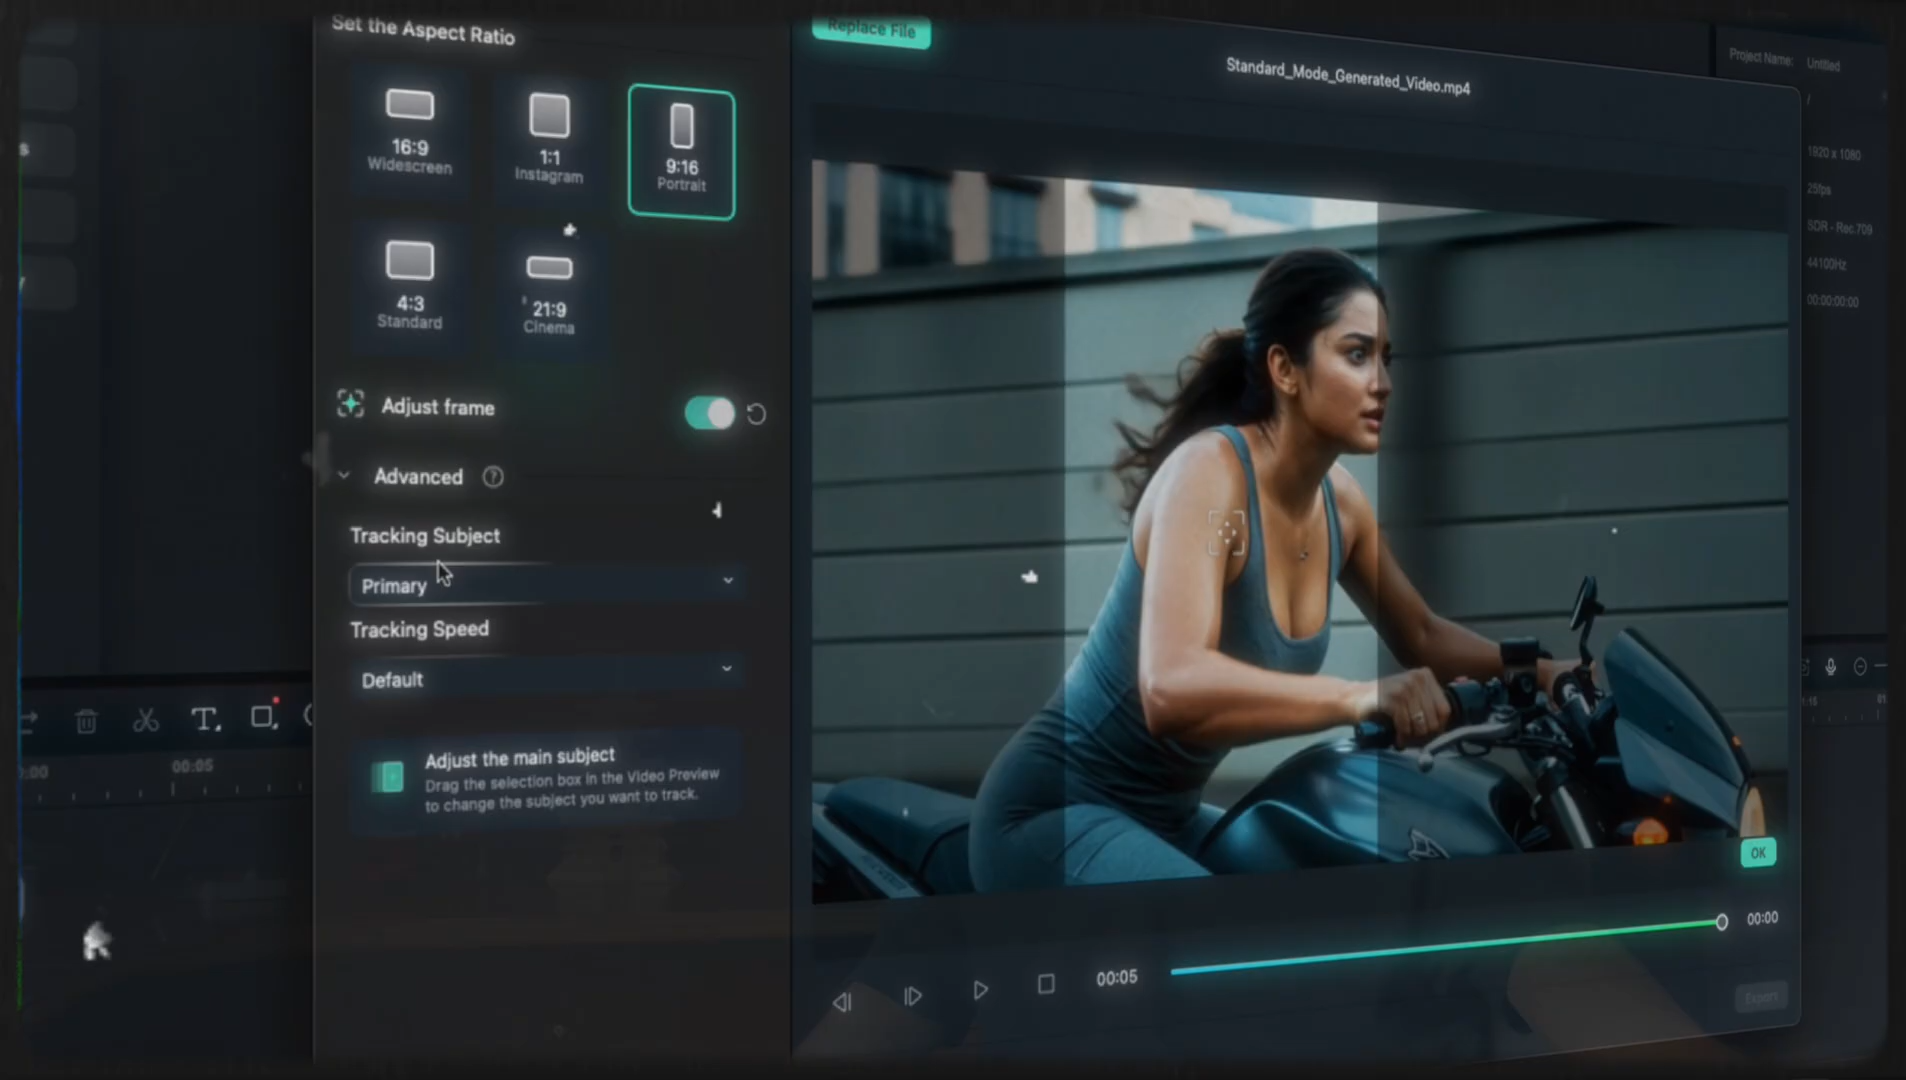 Set the Aspect Ratio
16:9
Widescreen
1:1
Instagram
9:16
Portrait
4:3
Standard
21:9
Cinema
Adjust frame
Advanced
?
Tracking Subject
Primary
Tracking Speed
Default
Adjust the main subject
Drag the selection box in the Video Preview
to change the subject you want to track.
Replace File
Standard_Mode_Generated_Video.mp4
OK
00:05
00:00
Export
Project Name: Untitled
/
1920 x 1080
25fps
SDR - Rec.709
44100Hz
00:00:00:00
s
T
:00
00:05
:15
01